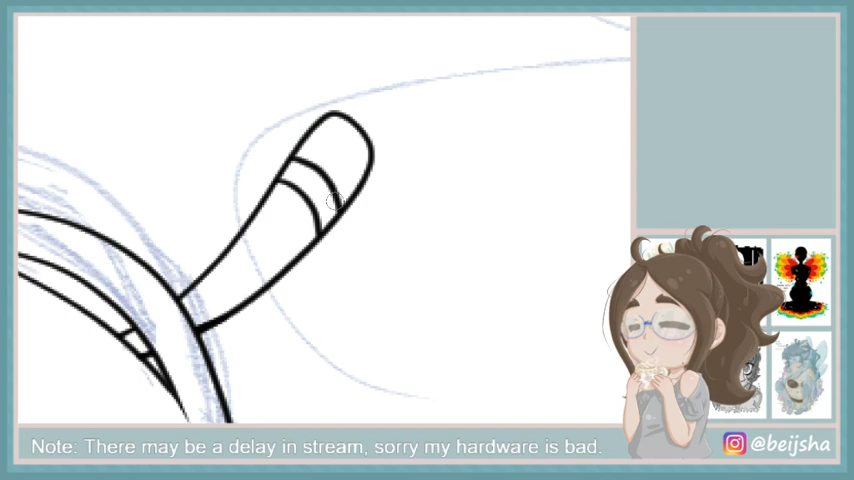 Note: There may be a delay in stream, sorry my hardware is bad.
@beijsha